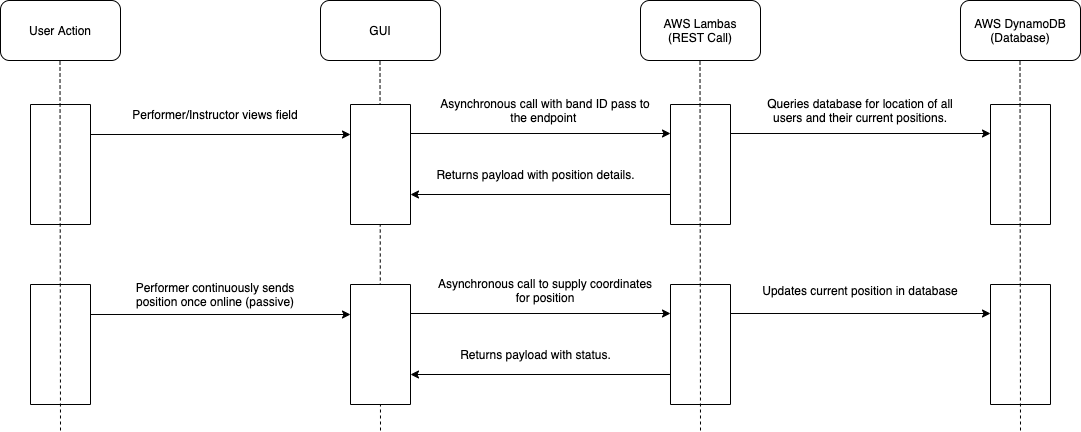 User Action
GUI
AWS Lambas
(REST Call)
AWS DynamoDB
(Database)
Performer/Instructor views field
Asynchronous call with band ID pass to
the endpoint
Queries database for location of all
users and their current positions.
Returns payload with position details.
Performer continuously sends
position once online (passive)
Asynchronous call to supply coordinates
for position
Updates current position in database
Returns payload with status.